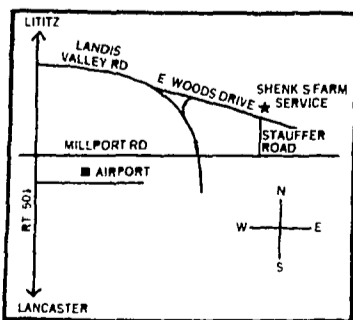 LITITZ
LANDIS
VALLEY RD
E WOODS DRIVE
SHENK S FARM
SERVICE
STAUFFER
ROAD
MILLPORT RD
AIRPORT
RT 501
N
W E
S
LANCASTER